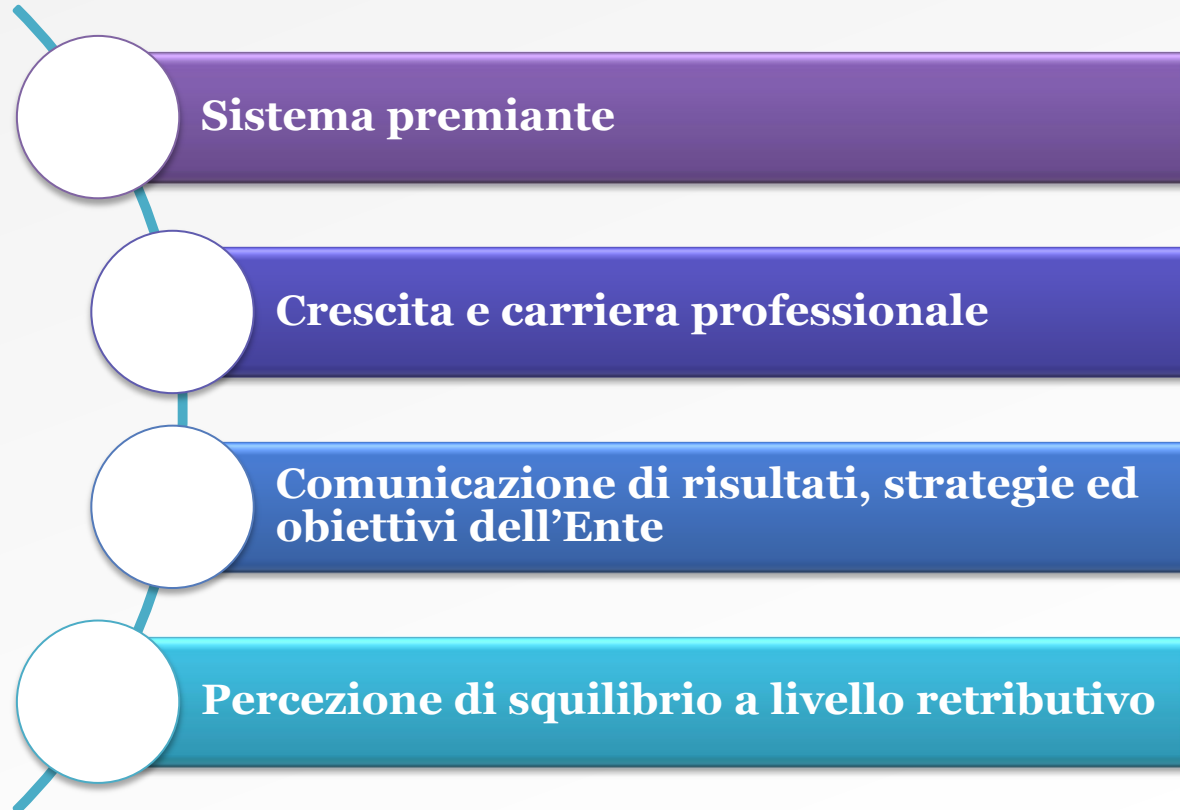 Sistema premiante
Crescita e carriera professionale
Comunicazione di risultati, strategie ed
obiettivi dell’Ente
Percezione di squilibrio a livello retributivo